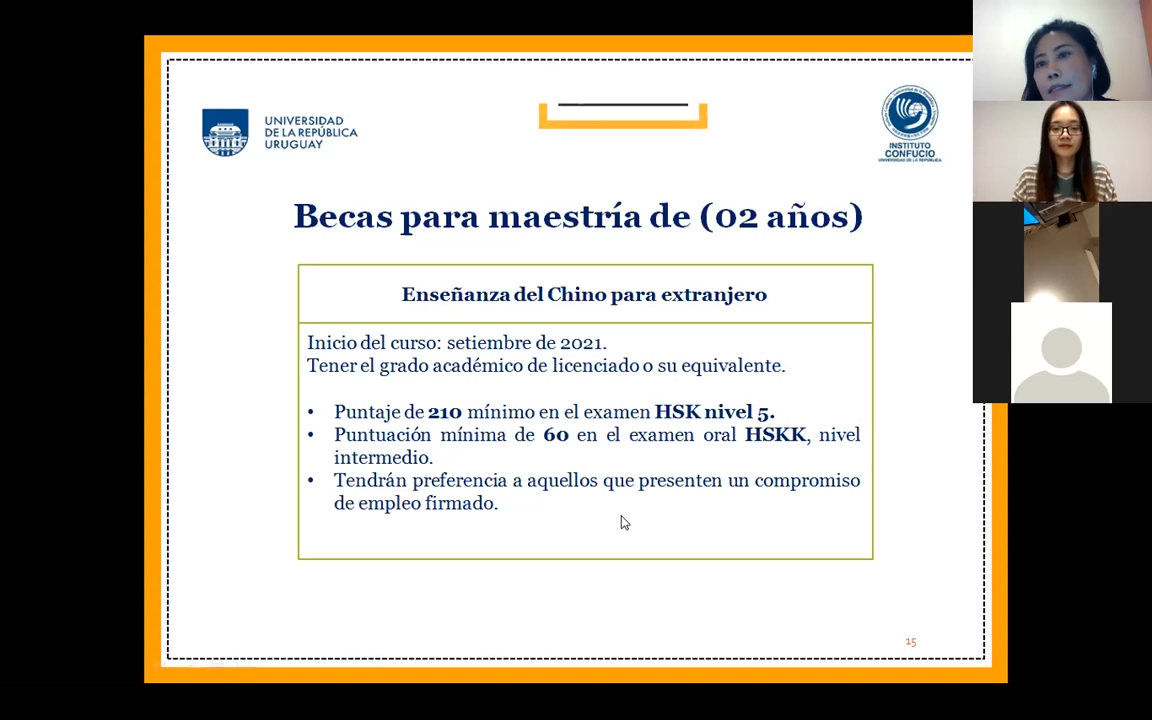 UNIVERSIDAD
DE LA REPÚBLICA
URUGUAY
INSTITUTO
CONFUCIO
UNIVERSIDAD DE LA REPÚBLICA
Becas para maestría de (02 años)
Enseñanza del Chino para extranjero
Inicio del curso: setiembre de 2021.
Tener el grado académico de licenciado o su equivalente.
• Puntaje de 210 mínimo en el examen HSK nivel 5.
• Puntuación mínima de 60 en el examen oral HSKK, nivel
intermedio.
• Tendrán preferencia a aquellos que presenten un compromiso
de empleo firmado.
15